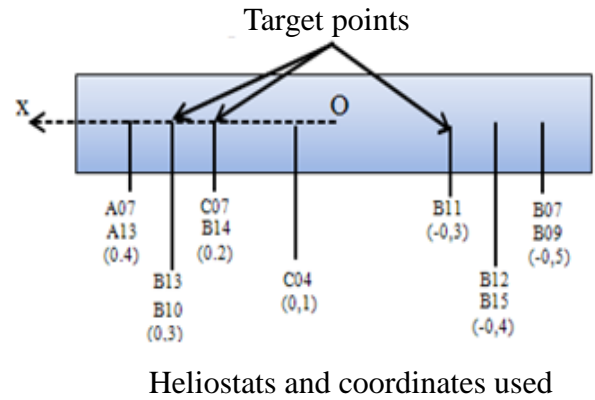 Target points
x
O
A07
A13
(0.4)
B13
B10
(0,3)
C07
B14
(0.2)
C04
(0,1)
B11
(-0,3)
B12
B15
(-0,4)
B07
B09
(-0,5)
Heliostats and coordinates used